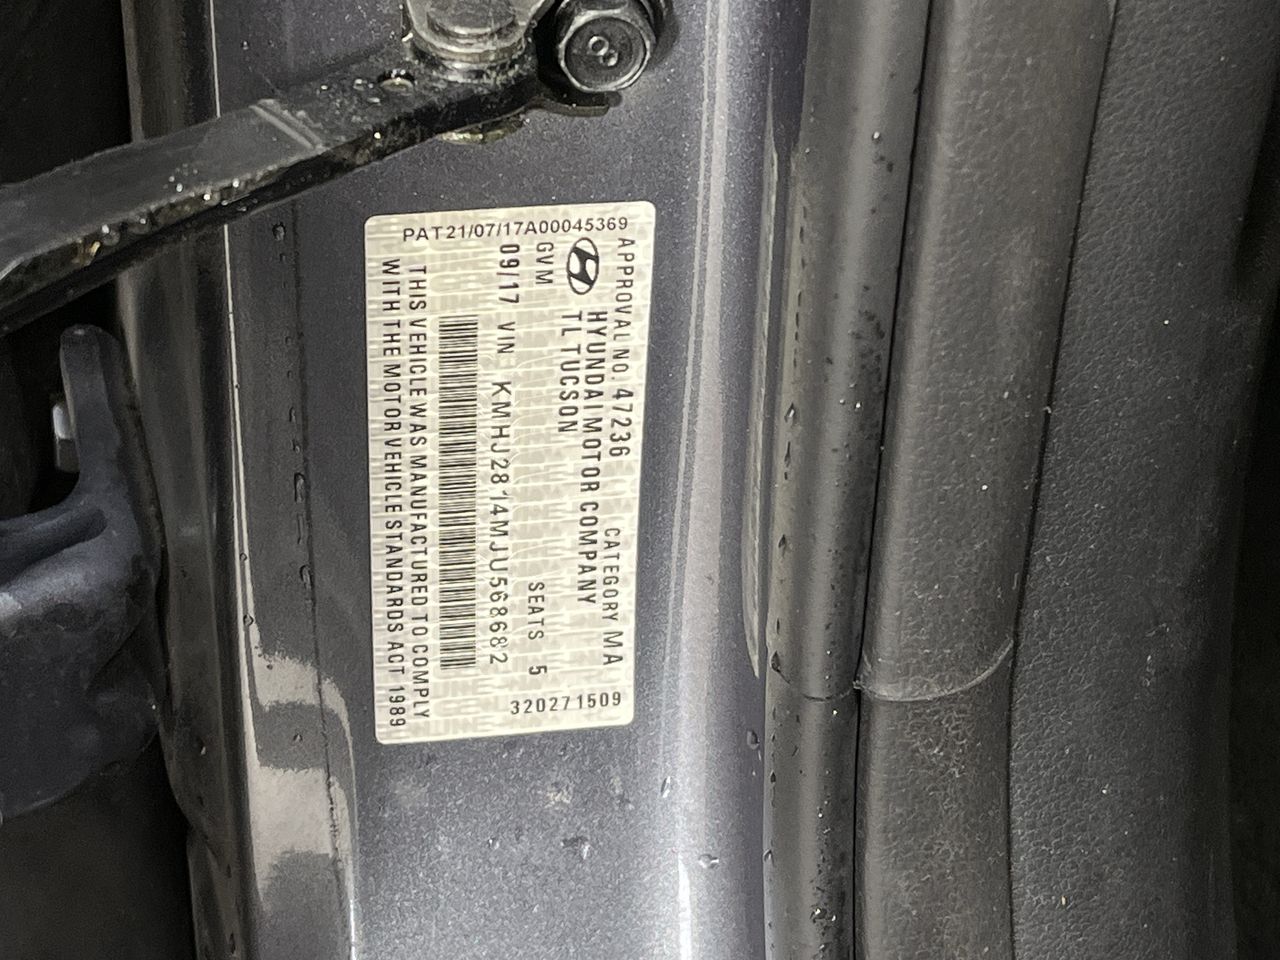 PAT21/07/17A00045369
APPROVAL NO. 47236 CATEGORY MA
HYUNDAI MOTOR COMPANY
TL TUCSON
GVM SEATS 5
09/17 VIN KMHJ2814MJU568682
THIS VEHICLE WAS MANUFACTURED TO COMPLY
WITH THE MOTOR VEHICLE STANDARDS ACT 1989
320271509